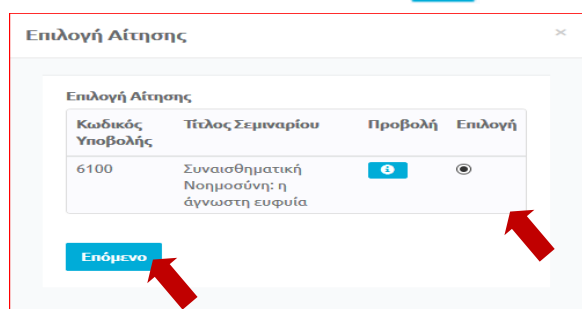 Επιλογή Αίτησης ×
Επιλογή Αίτησης
Κωδικός Υποβολής Τίτλος Σεμιναρίου Προβολή Επιλογή
6100 Συναισθηματική Νοημοσύνη: η άγνωστη ευφυία
Επόμενο